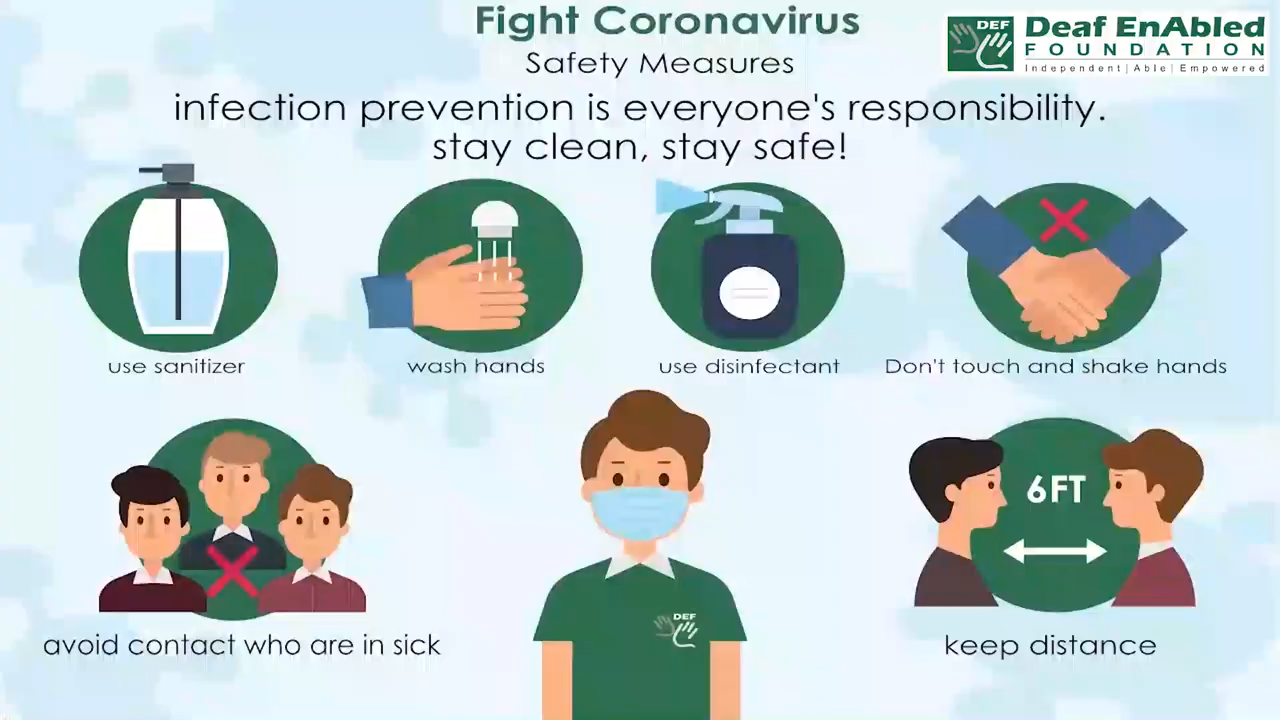 Fight Coronavirus
Safety Measures
DEF
Deaf EnAbled
FOUNDATION
Independent | Able | Empowered
infection prevention is everyone's responsibility.
stay clean, stay safe!
use sanitizer
wash hands
use disinfectant
Don't touch and shake hands
6FT
DEF
avoid contact who are in sick
keep distance